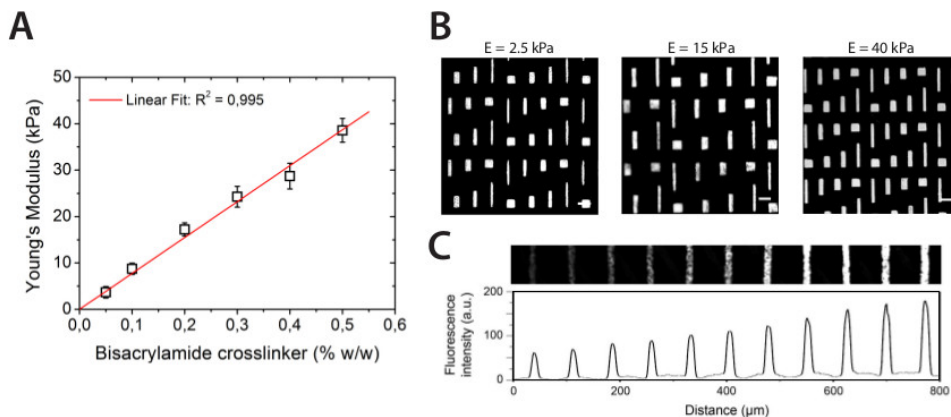 A
Young's Modulus (kPa)
50
40
30
20
10
0
Linear Fit: R² = 0,995
0,0 0,1 0,2 0,3 0,4 0,5 0,6
Bisacrylamide crosslinker (% w/w)
B
E = 2.5 kPa E = 15 kPa E = 40 kPa
C
Fluorescence
intensity (a.u.)
200
100
0
0 200 400 600 800
Distance (µm)